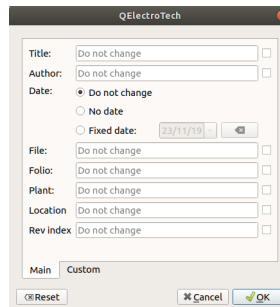 QElectroTech
Title: Do not change
Author: Do not change
Date: Do not change
No date
Fixed date: 23/11/19
File: Do not change
Folio: Do not change
Plant: Do not change
Location Do not change
Rev index Do not change
Main Custom
Reset Cancel OK